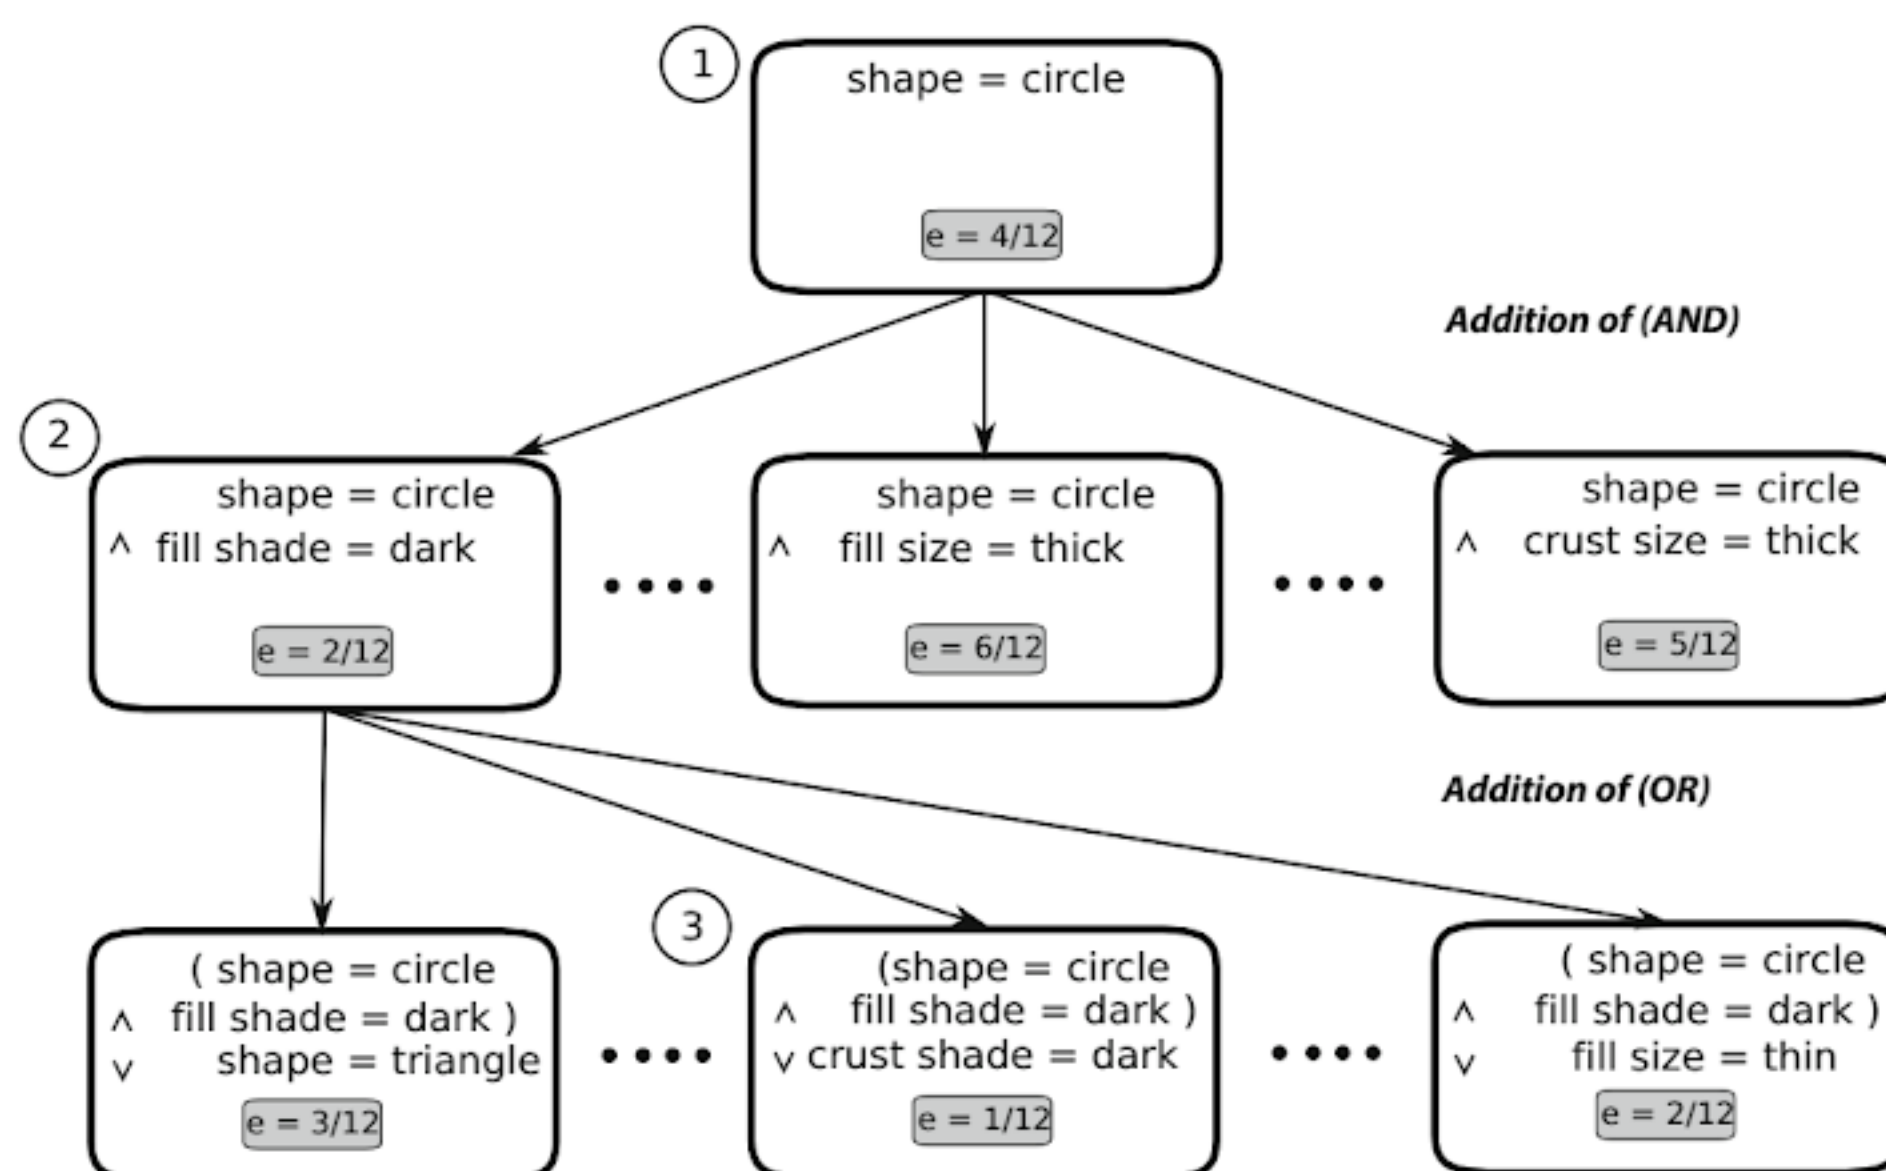 1
shape = circle
e = 4/12
Addition of (AND)
2
shape = circle
^ fill shade = dark
e = 2/12
shape = circle
^ fill size = thick
e = 6/12
shape = circle
^ crust size = thick
e = 5/12
Addition of (OR)
( shape = circle
^ fill shade = dark )
v shape = triangle
e = 3/12
3
(shape = circle
^ fill shade = dark )
v crust shade = dark
e = 1/12
( shape = circle
^ fill shade = dark )
v fill size = thin
e = 2/12